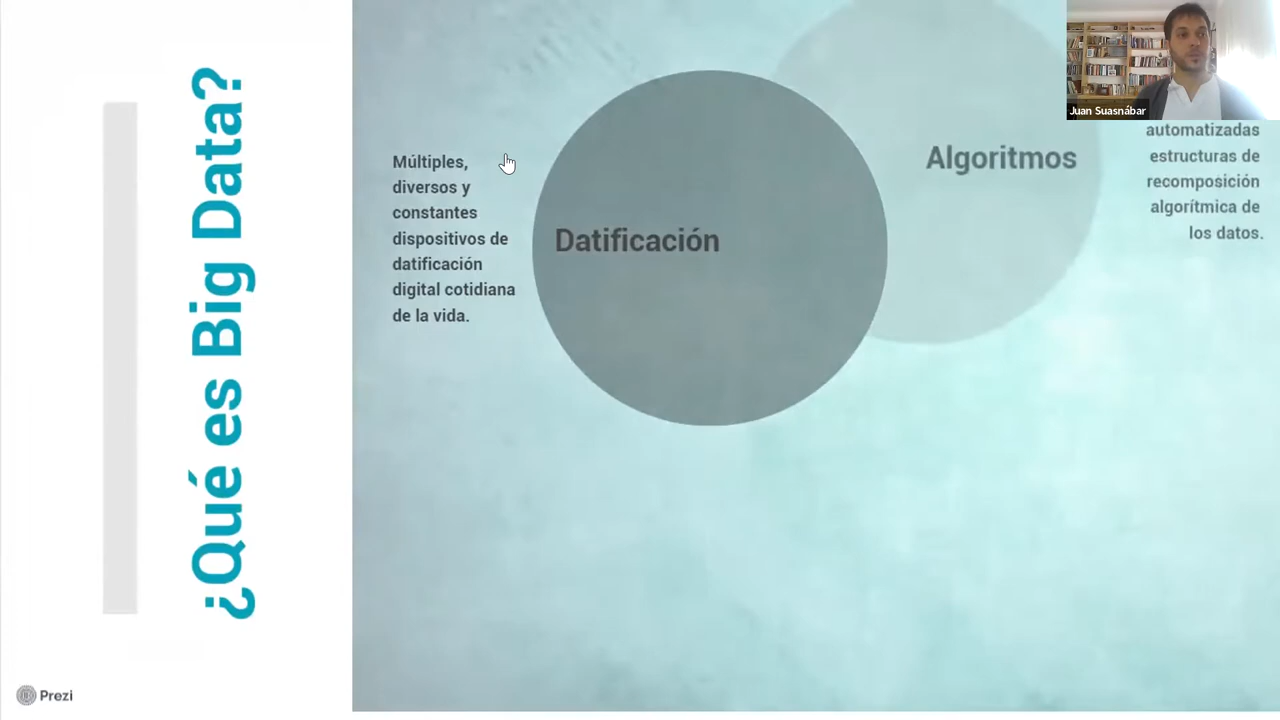 ¿Qué es Big Data?
Múltiples,
diversos y
constantes
dispositivos de
datificación
digital cotidiana
de la vida.
Datificación
Algoritmos
Juan Suasnábar
automatizadas
estructuras de
recomposición
algorítmica de
los datos.
Prezi